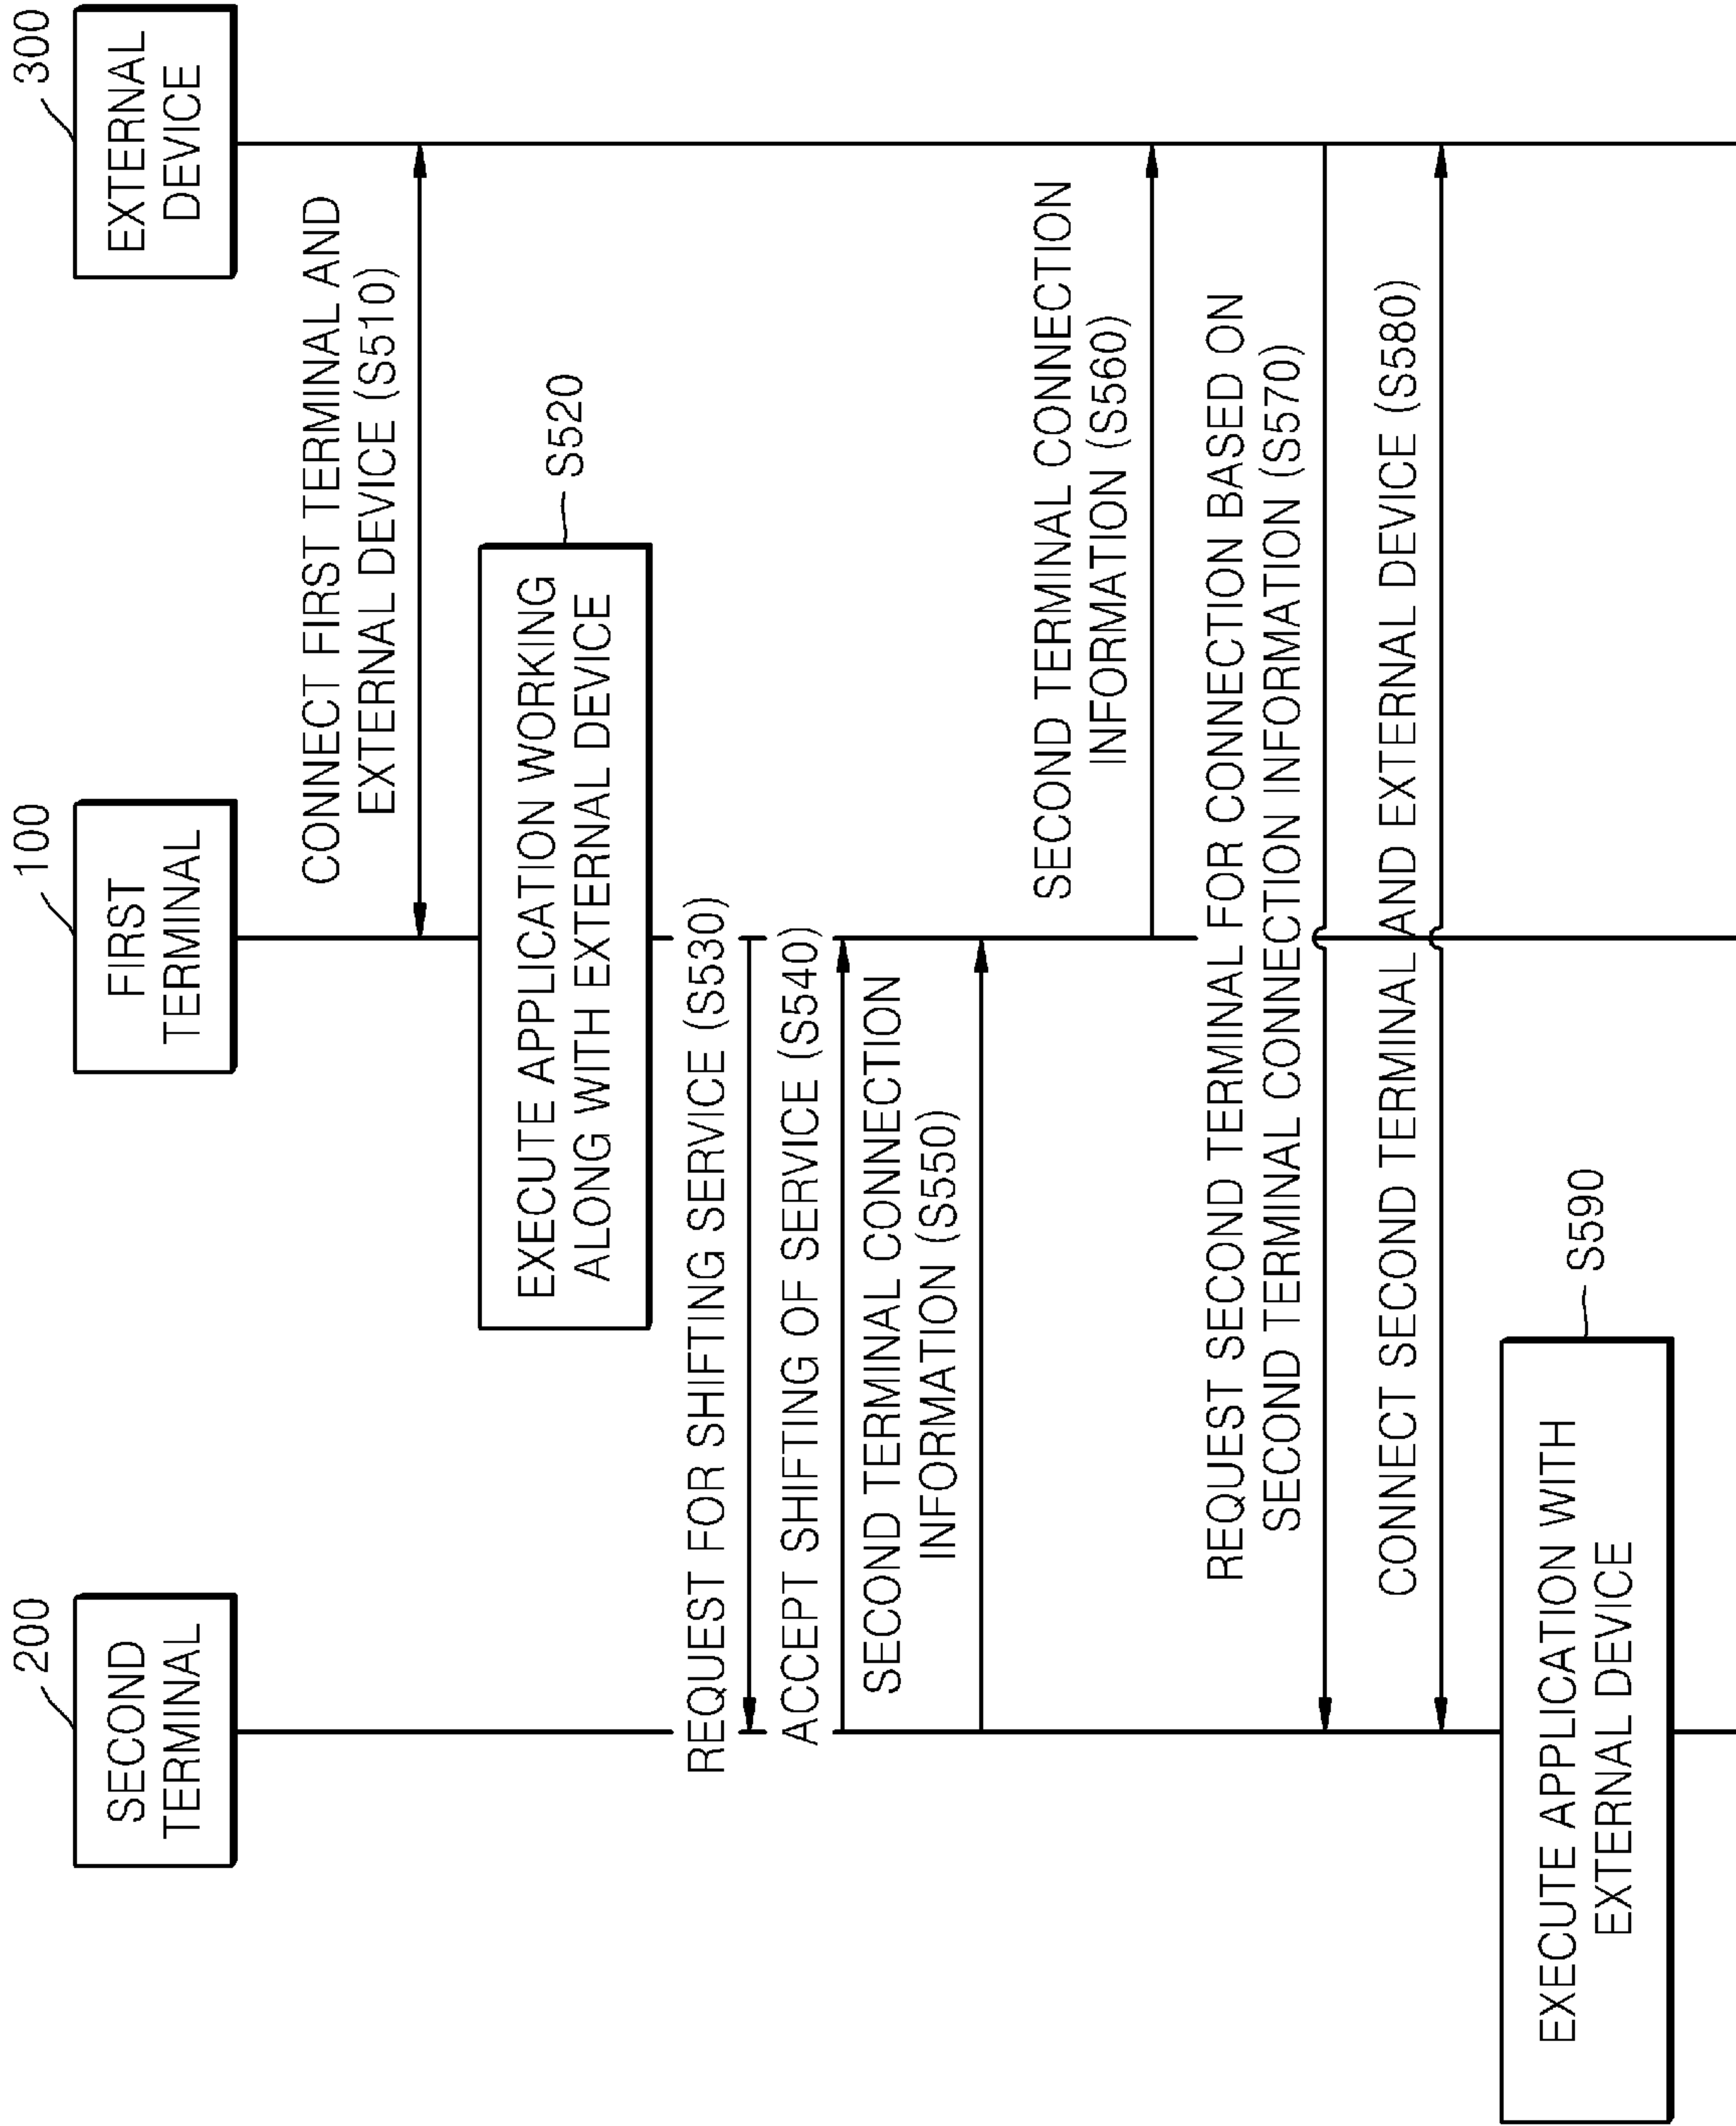 200
SECOND
TERMINAL
100
FIRST
TERMINAL
300
EXTERNAL
DEVICE
CONNECT FIRST TERMINAL AND
EXTERNAL DEVICE (S510)
EXECUTE APPLICATION WORKING
ALONG WITH EXTERNAL DEVICE
S520
REQUEST FOR SHIFTING SERVICE (S530)
ACCEPT SHIFTING OF SERVICE (S540)
SECOND TERMINAL CONNECTION
INFORMATION (S550)
SECOND TERMINAL CONNECTION
INFORMATION (S560)
REQUEST SECOND TERMINAL FOR CONNECTION BASED ON
SECOND TERMINAL CONNECTION INFORMATION (S570)
CONNECT SECOND TERMINAL AND EXTERNAL DEVICE (S580)
EXECUTE APPLICATION WITH
EXTERNAL DEVICE
S590